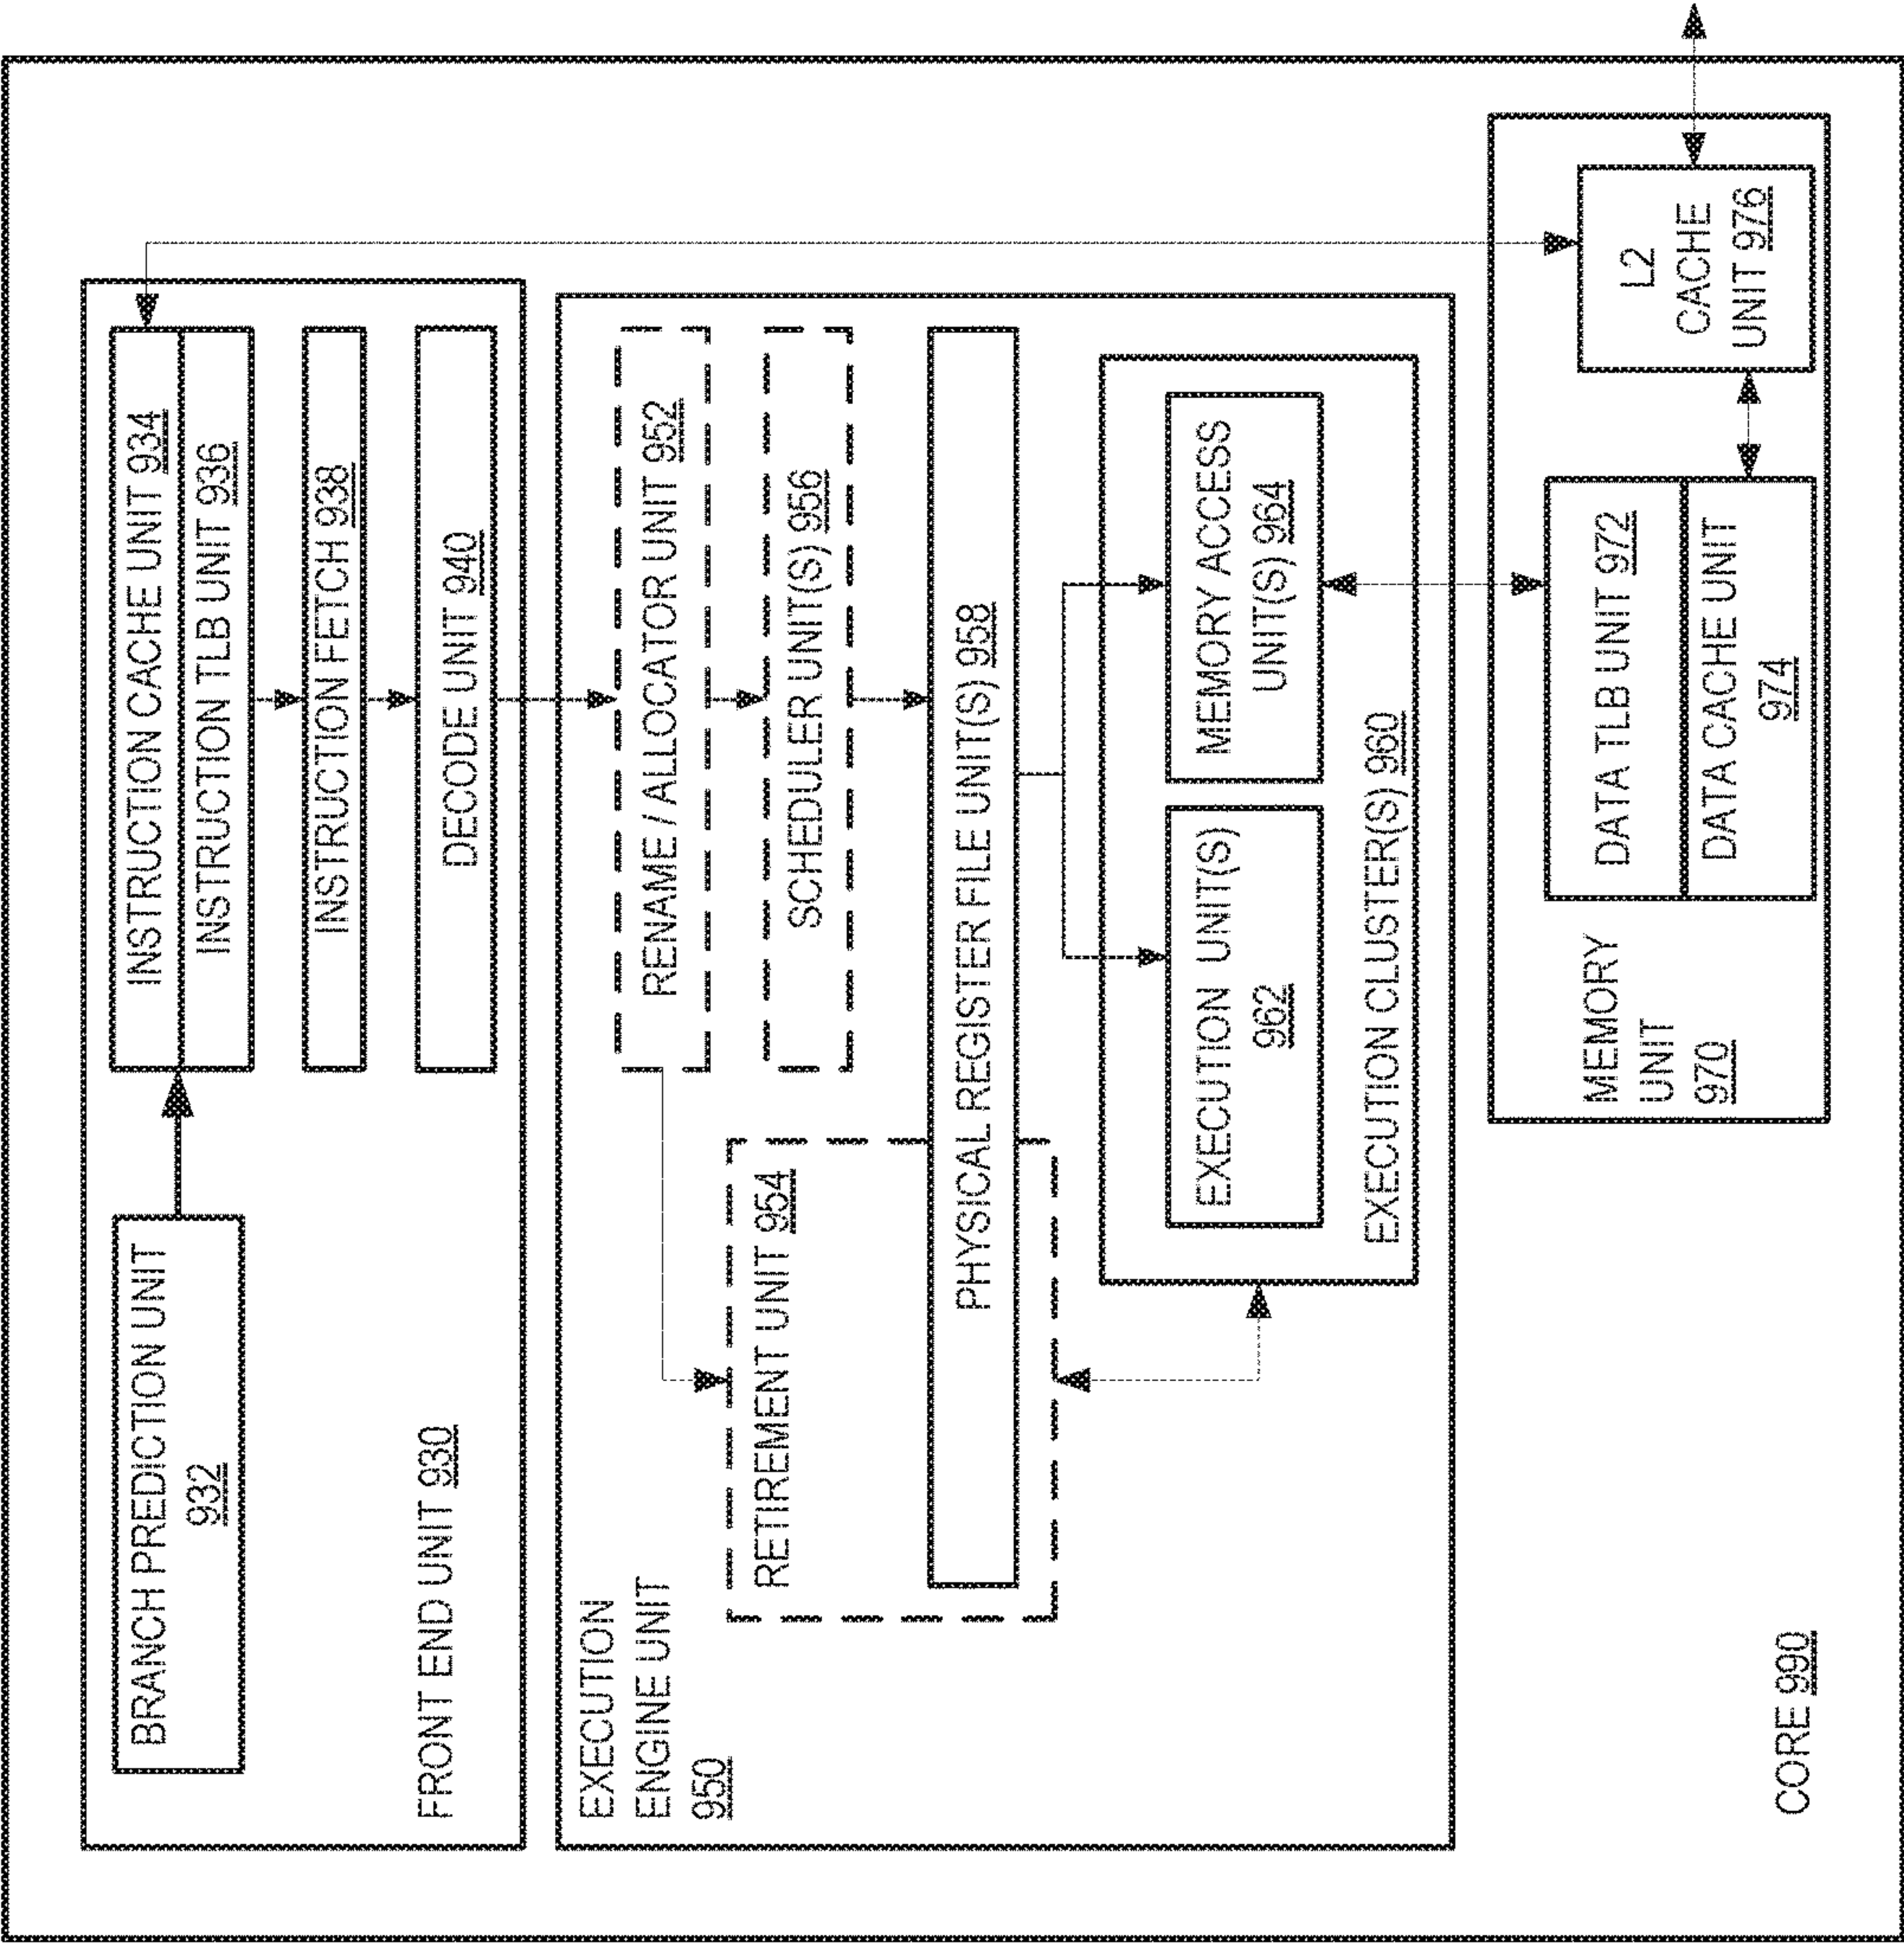 BRANCH PREDICTION UNIT
932
INSTRUCTION CACHE UNIT 934
INSTRUCTION TLB UNIT 936
INSTRUCTION FETCH 938
DECODE UNIT 940
FRONT END UNIT 930
EXECUTION
ENGINE UNIT
950
RENAME / ALLOCATOR UNIT 952
RETIREMENT UNIT 954
SCHEDULER UNIT(S) 956
PHYSICAL REGISTER FILE UNIT(S) 958
EXECUTION UNIT(S)
962
MEMORY ACCESS
UNIT(S) 964
EXECUTION CLUSTER(S) 960
MEMORY
UNIT
970
DATA TLB UNIT 972
DATA CACHE UNIT
974
L2
CACHE
UNIT 976
CORE 990